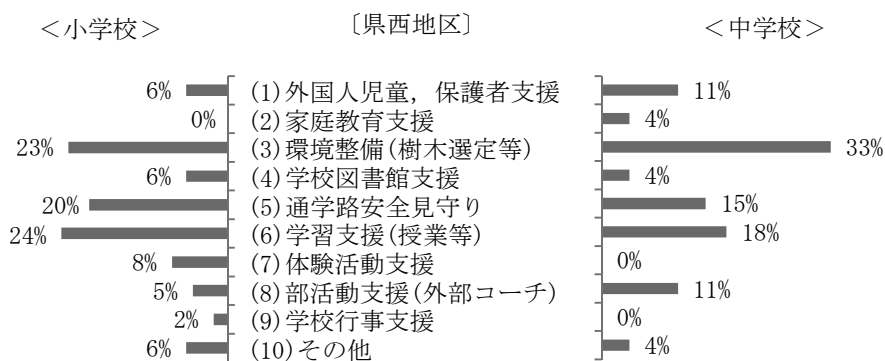 ＜小学校＞ 〔県西地区〕 ＜中学校＞
6% (1)外国人児童，保護者支援 11%
0% (2)家庭教育支援 4%
23% (3)環境整備(樹木選定等) 33%
6% (4)学校図書館支援 4%
20% (5)通学路安全見守り 15%
24% (6)学習支援(授業等) 18%
8% (7)体験活動支援 0%
5% (8)部活動支援(外部コーチ) 11%
2% (9)学校行事支援 0%
6% (10)その他 4%